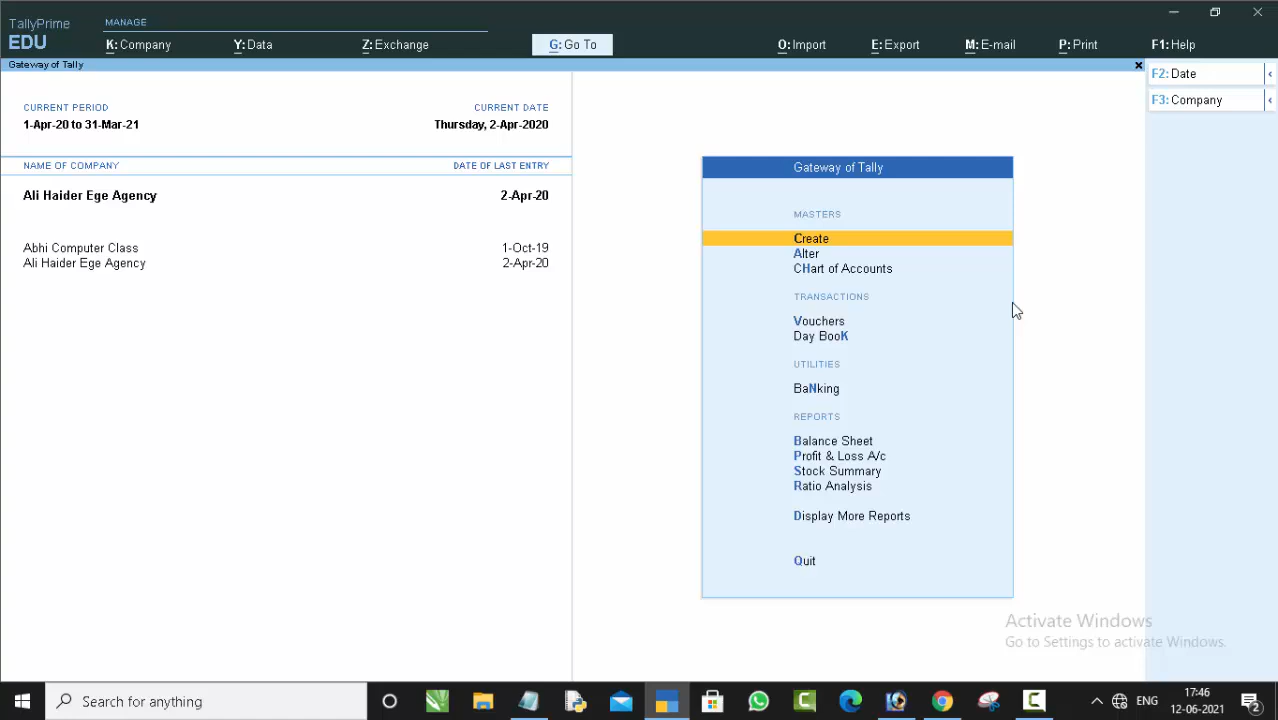 TallyPrime
EDU
MANAGE
K: Company Y: Data Z: Exchange G: Go To O: Import E: Export M: E-mail P: Print F1: Help
Gateway of Tally
F2: Date
F3: Company
CURRENT PERIOD CURRENT DATE
1-Apr-20 to 31-Mar-21 Thursday, 2-Apr-2020
NAME OF COMPANY DATE OF LAST ENTRY
Ali Haider Ege Agency 2-Apr-20
Abhi Computer Class 1-Oct-19
Ali Haider Ege Agency 2-Apr-20
Gateway of Tally
MASTERS
Create
Alter
CHart of Accounts
TRANSACTIONS
Vouchers
Day BooK
UTILITIES
BaNking
REPORTS
Balance Sheet
Profit & Loss A/c
Stock Summary
Ratio Analysis
Display More Reports
Quit
Activate Windows
Go to Settings to activate Windows.
Search for anything
ENG
17:46
12-06-2021
2